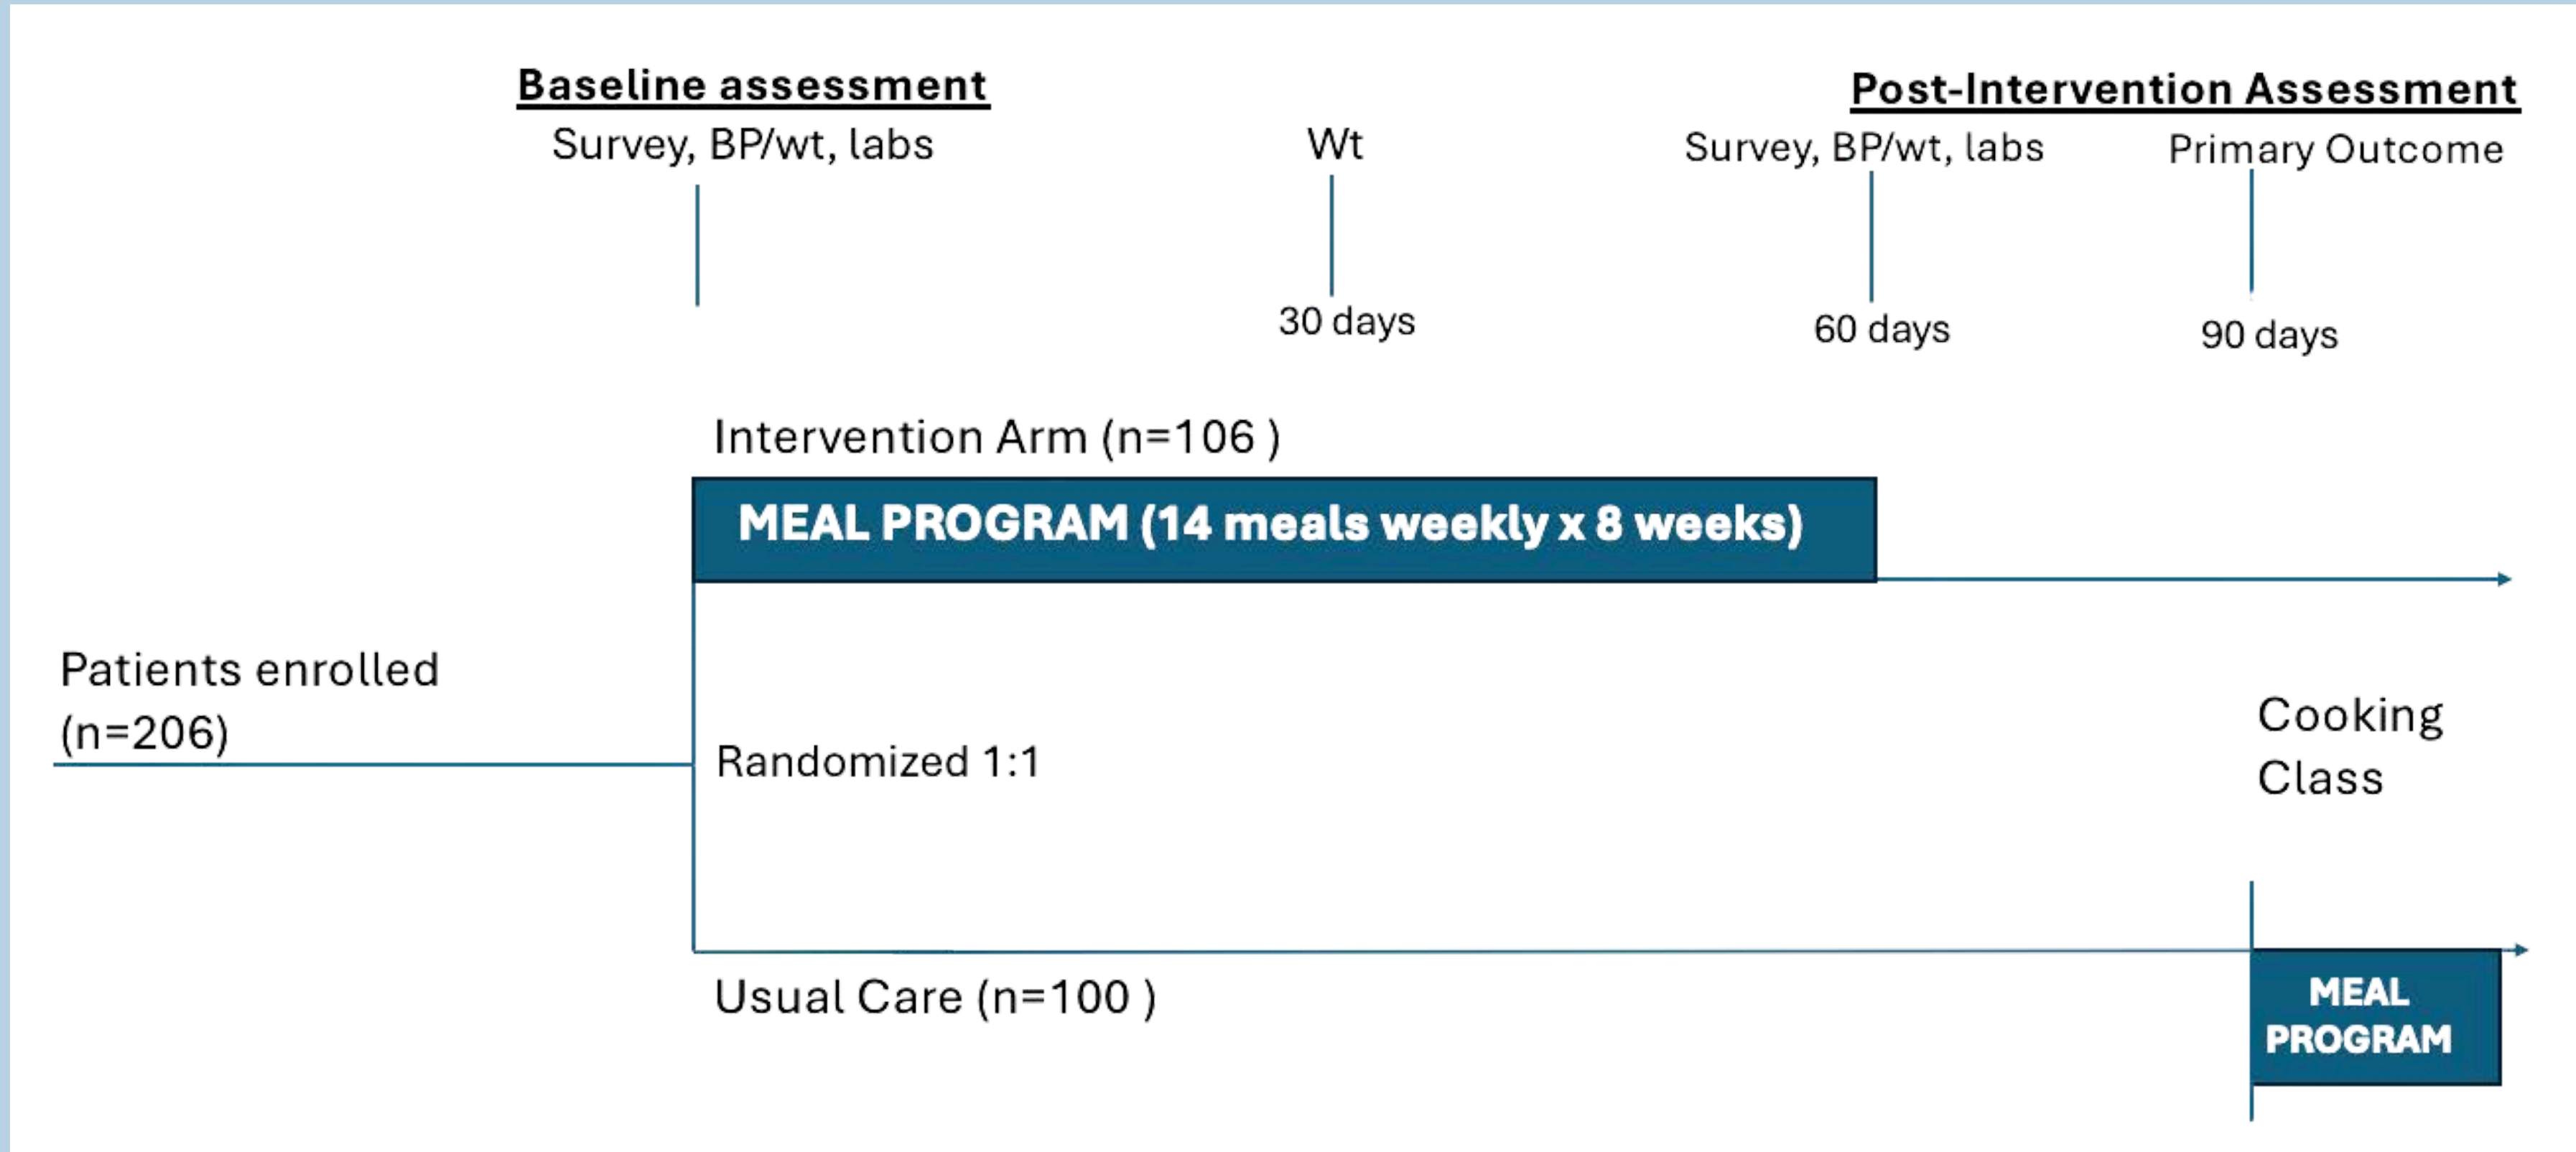 Baseline assessment
Survey, BP/wt, labs
Wt
Post-Intervention Assessment
Survey, BP/wt, labs
Primary Outcome
30 days
60 days
90 days
Intervention Arm (n=106 )
MEAL PROGRAM (14 meals weekly x 8 weeks)
Patients enrolled
(n=206)
Randomized 1:1
Cooking
Class
Usual Care (n=100 )
MEAL
PROGRAM